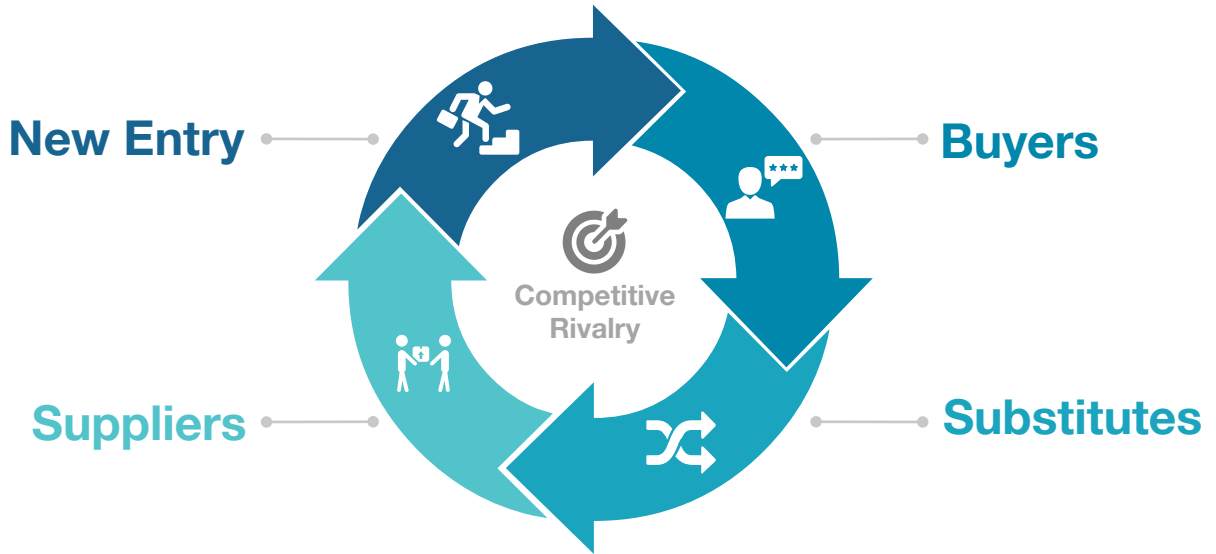 New Entry
Buyers
Competitive
Rivalry
Suppliers
Substitutes